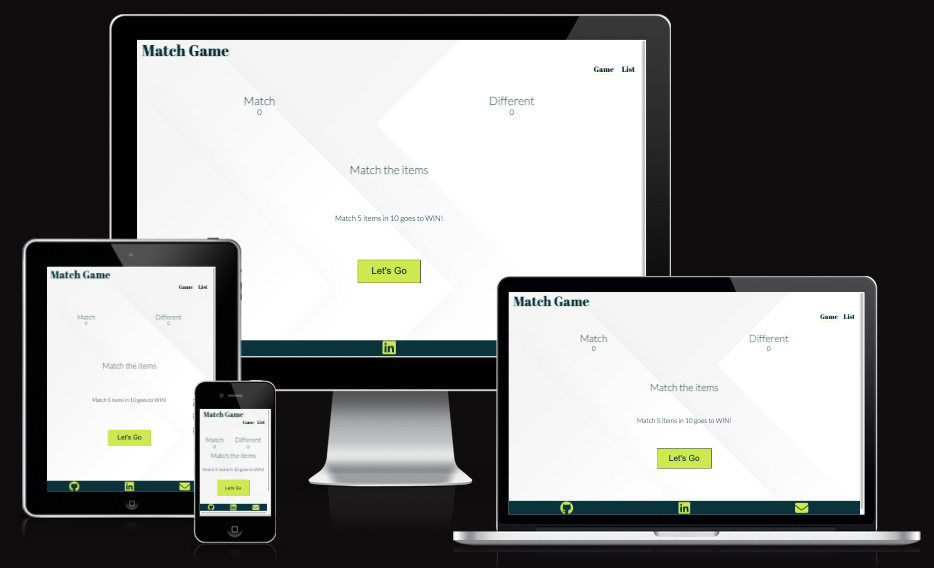 Match Game
Game List
Match Different
0 0
Match the items
Match 5 items in 10 goes to WIN!
Let's Go
in
Match Game
Game List
Match Different
0 0
Match the items
Match 5 items in 10 goes to WIN!
Let's Go
in
Match Game
Game List
Match Different
0 0
Match the items
Match 5 items in 10 goes to WIN!
Let's Go
in
Match Game
Game List
Match Different
0 0
Match the items
Match 5 items in 10 goes to WIN!
Let's Go
in